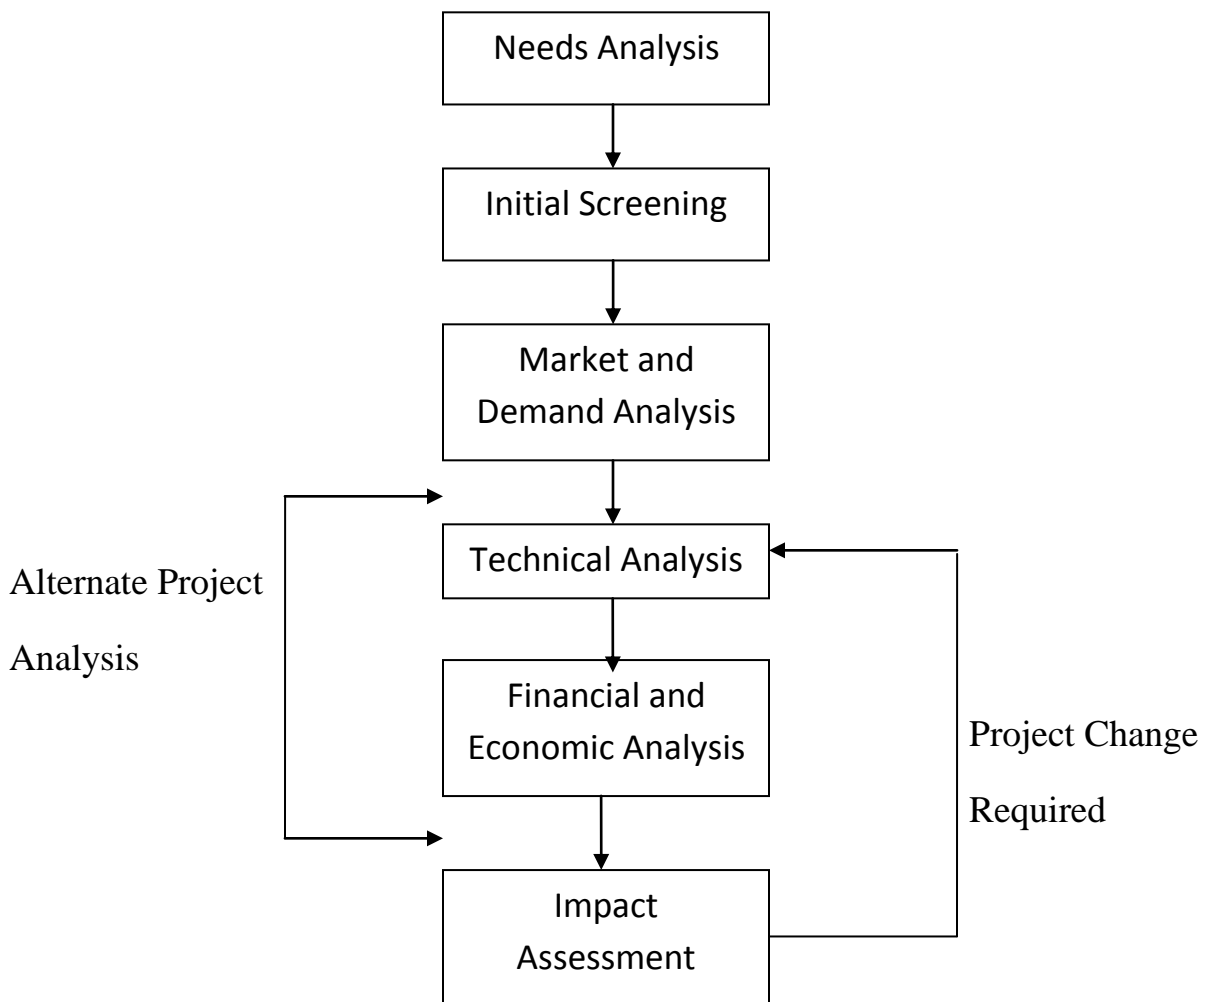 Needs Analysis
Initial Screening
Market and
Demand Analysis
Technical Analysis
Alternate Project
Analysis
Financial and
Economic Analysis
Project Change
Required
Impact
Assessment